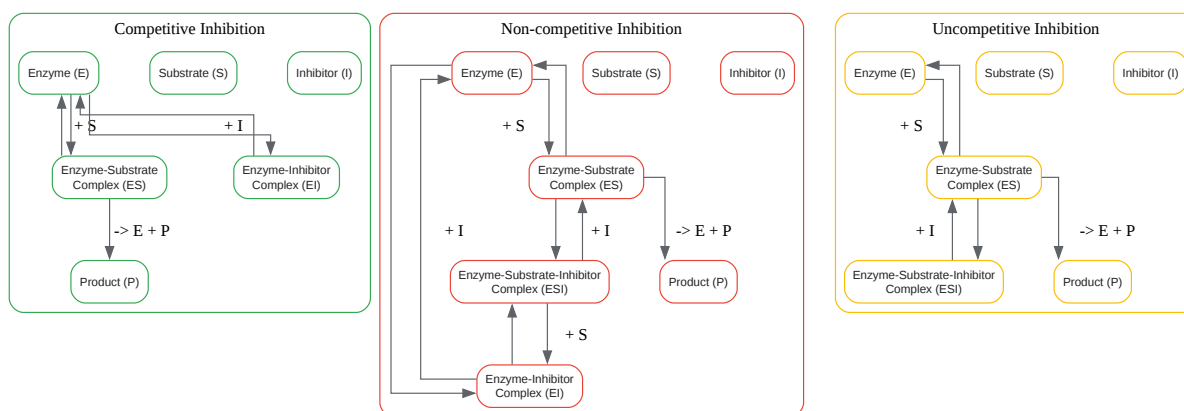 Competitive Inhibition
Enzyme (E)
Substrate (S)
Inhibitor (I)
+ S
+ I
Enzyme-Substrate
Complex (ES)
Enzyme-Inhibitor
Complex (EI)
-> E + P
Product (P)
Non-competitive Inhibition
Enzyme (E)
Substrate (S)
Inhibitor (I)
+ S
Enzyme-Substrate
Complex (ES)
+ I
+ I
-> E + P
Enzyme-Substrate-Inhibitor
Complex (ESI)
Product (P)
+ S
Enzyme-Inhibitor
Complex (EI)
Uncompetitive Inhibition
Enzyme (E)
Substrate (S)
Inhibitor (I)
+ S
Enzyme-Substrate
Complex (ES)
+ I
-> E + P
Enzyme-Substrate-Inhibitor
Complex (ESI)
Product (P)